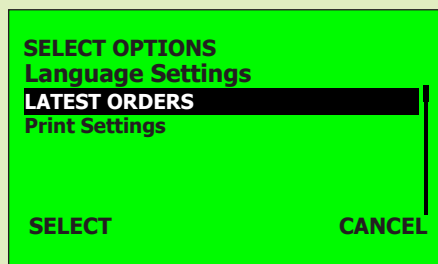 SELECT OPTIONS
Language Settings
LATEST ORDERS
Print Settings
SELECT CANCEL